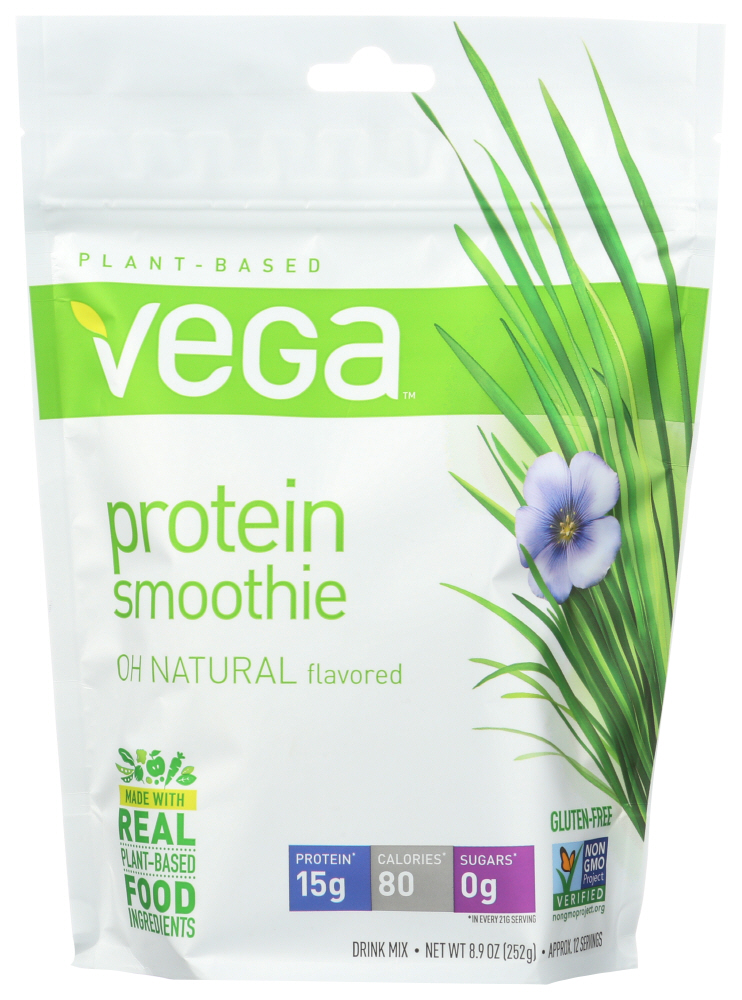 PLANT-BASED
vega™
protein
smoothie
OH NATURAL flavored
MADE WITH
REAL
PLANT-BASED
FOOD
INGREDIENTS
PROTEIN*
15g
CALORIES*
80
SUGARS*
0g
*IN EVERY 21G SERVING
GLUTEN-FREE
NON
GMO
Project
VERIFIED
nongmoproject.org
DRINK MIX • NET WT 8.9 OZ (252g) • APPROX. 12 SERVINGS